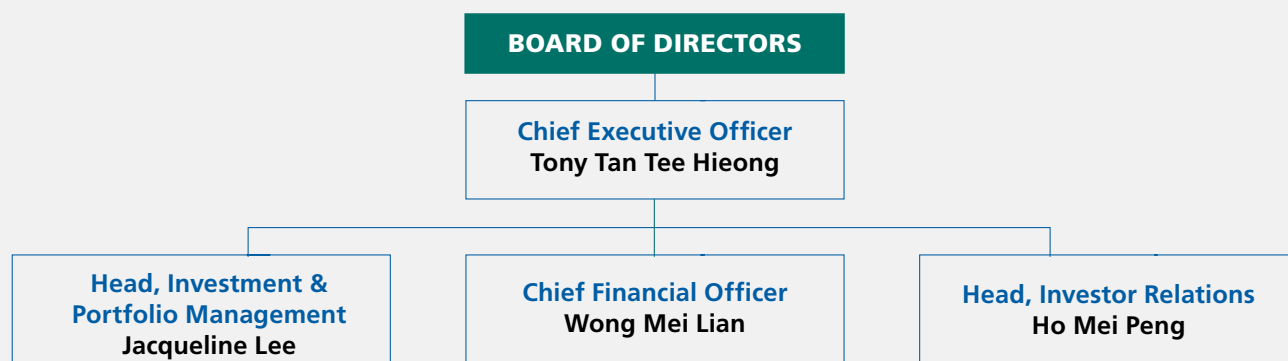 BOARD OF DIRECTORS
Chief Executive Officer
Tony Tan Tee Hieong
Head, Investment &
Portfolio Management
Jacqueline Lee
Chief Financial Officer
Wong Mei Lian
Head, Investor Relations
Ho Mei Peng